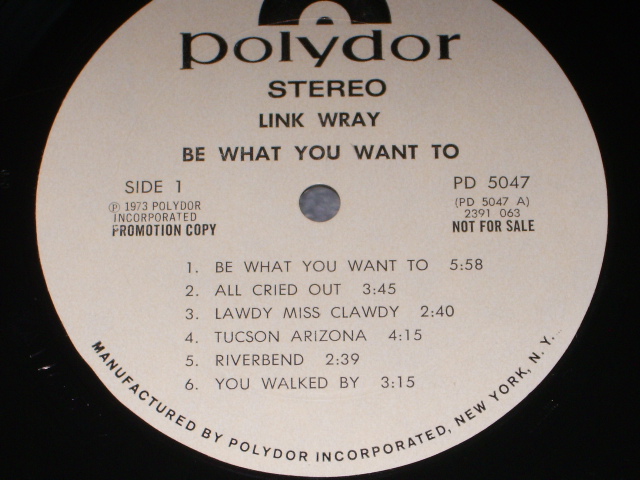 polydor
STEREO
LINK WRAY
BE WHAT YOU WANT TO
SIDE 1
℗ 1973 POLYDOR
INCORPORATED
PROMOTION COPY
PD 5047
(PD 5047 A)
2391 063
NOT FOR SALE
1. BE WHAT YOU WANT TO 5:58
2. ALL CRIED OUT 3:45
3. LAWDY MISS CLAWDY 2:40
4. TUCSON ARIZONA 4:15
5. RIVERBEND 2:39
6. YOU WALKED BY 3:15
MANUFACTURED BY POLYDOR INCORPORATED, NEW YORK, N.Y.